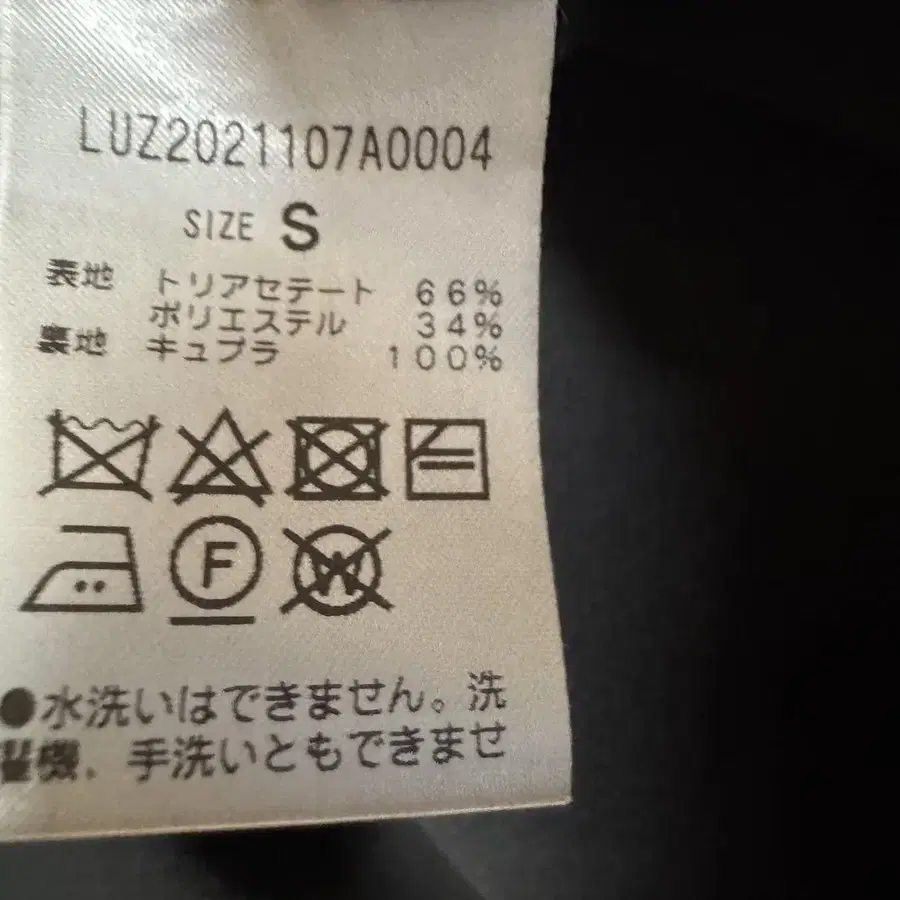 LUZ2021107A0004
SIZE S
表地 トリアセテート 66%
ポリエステル 34%
裏地 キュプラ 100%
F W
●水洗いはできません。洗
濯機、手洗いともできませ